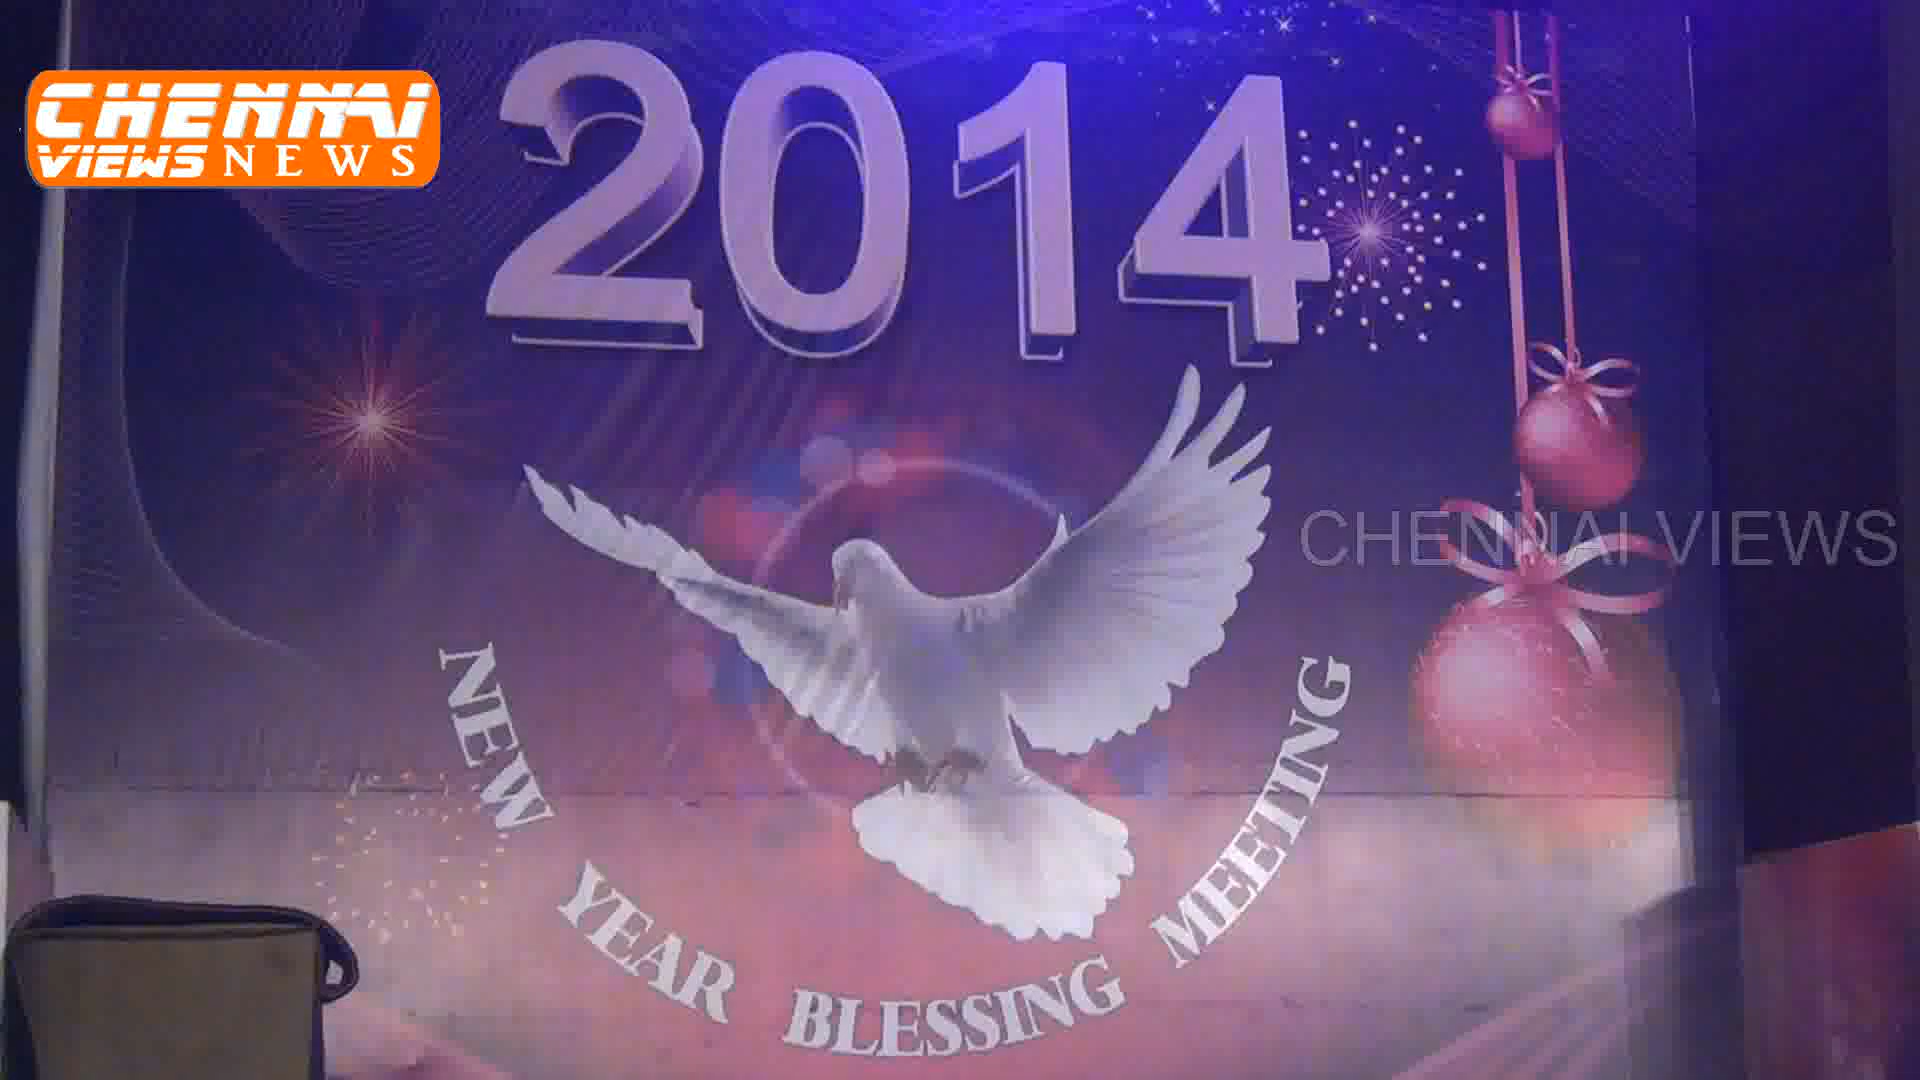 2014
CHENNAI
VIEWS NEWS
CHENNAI VIEWS
NEW YEAR BLESSING MEETING